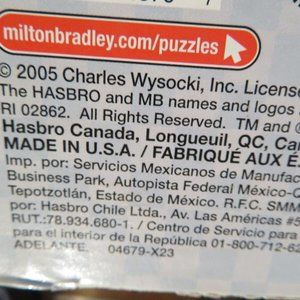 miltonbradley.com/puzzles
© 2005 Charles Wysocki, Inc. License
The HASBRO and MB names and logos
RI 02862. All Rights Reserved. TM and
Hasbro Canada, Longueuil, QC, Can
MADE IN U.S.A. / FABRIQUÉ AUX É
Imp. por: Servicios Mexicanos de Manufac
Business Park, Autopista Federal México-
Tepotzotlán, Estado de México. R.F.C. SMM
por: Hasbro Chile Ltda., Av. Las Américas #5
RUT.:78.934.680-1. / Centro de Servicio para
para el interior de la República 01-800-712-62
ADELANTE. 04679-X23